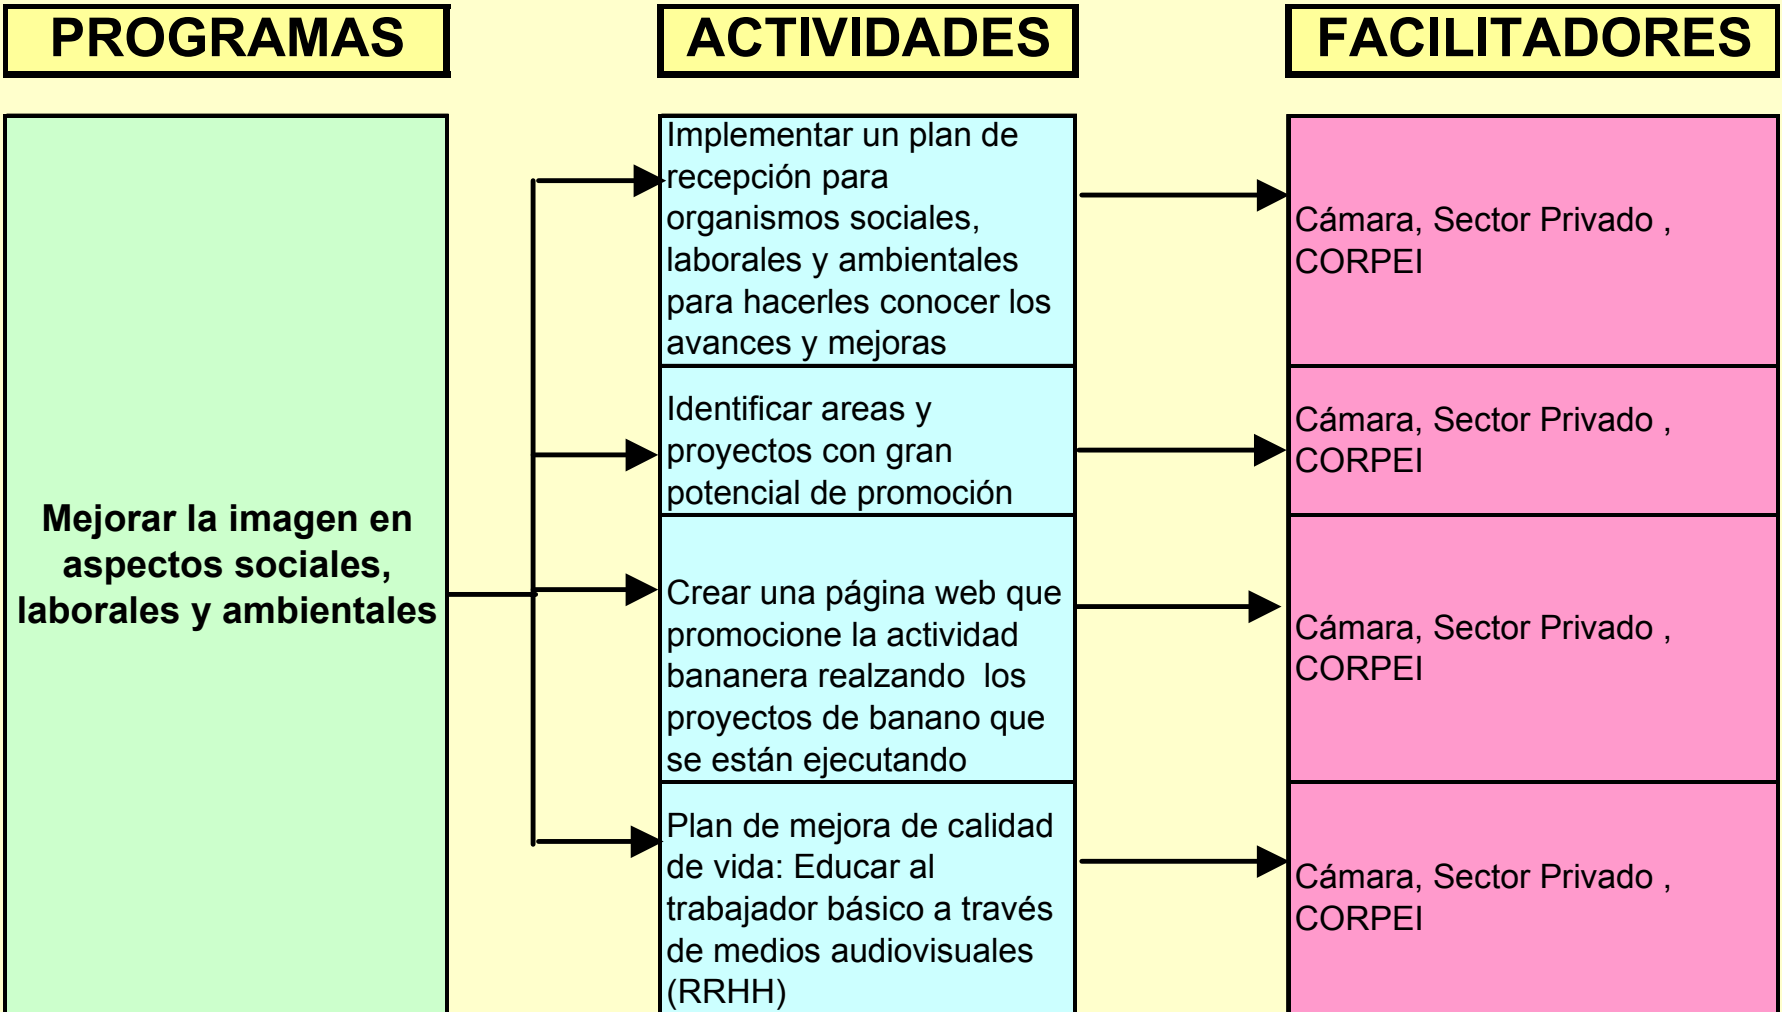 PROGRAMAS
ACTIVIDADES
FACILITADORES
Mejorar la imagen en
aspectos sociales,
laborales y ambientales
Implementar un plan de
recepción para
organismos sociales,
laborales y ambientales
para hacerles conocer los
avances y mejoras
Cámara, Sector Privado ,
CORPEI
Identificar areas y
proyectos con gran
potencial de promoción
Cámara, Sector Privado ,
CORPEI
Crear una página web que
promocione la actividad
bananera realzando  los
proyectos de banano que
se están ejecutando
Cámara, Sector Privado ,
CORPEI
Plan de mejora de calidad
de vida: Educar al
trabajador básico a través
de medios audiovisuales
(RRHH)
Cámara, Sector Privado ,
CORPEI